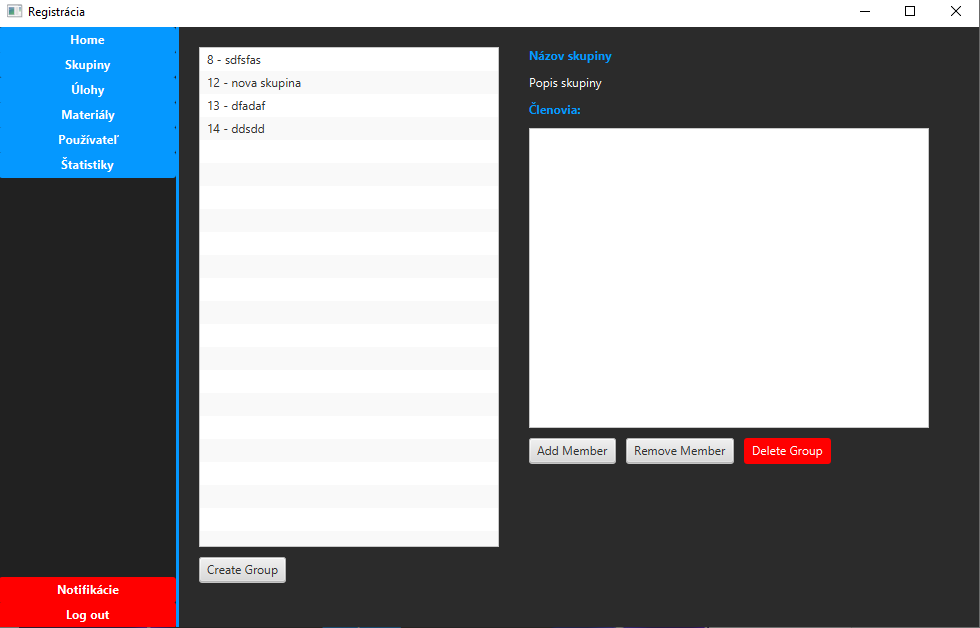 Registrácia
Home
Skupiny
Úlohy
Materiály
Používateľ
Štatistiky
Notifikácie
Log out
8 - sdfsfas
12 - nova skupina
13 - dfadaf
14 - ddsdd
Create Group
Názov skupiny
Popis skupiny
Členovia:
Add Member
Remove Member
Delete Group